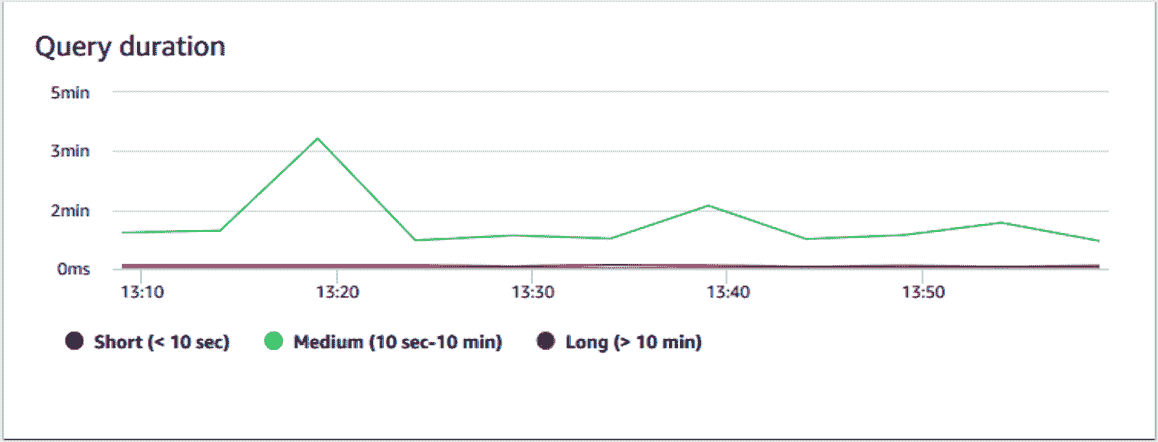 Query duration
5min
3min
2min
0ms
13:10 13:20 13:30 13:40 13:50
Short (< 10 sec) Medium (10 sec-10 min) Long (> 10 min)